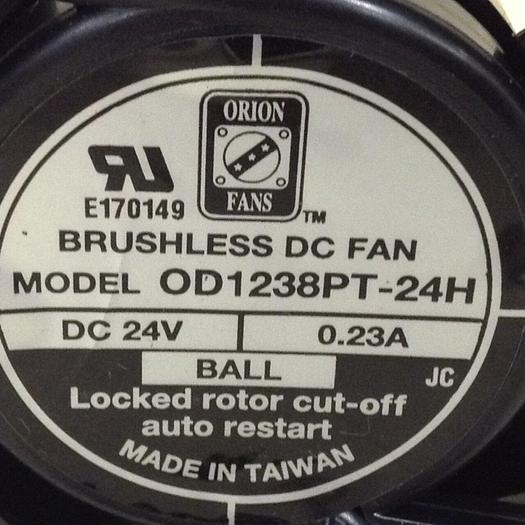 ORION
FANS
TM
RU
E170149
BRUSHLESS DC FAN
MODEL OD1238PT-24H
DC 24V 0.23A
BALL
JC
Locked rotor cut-off
auto restart
MADE IN TAIWAN